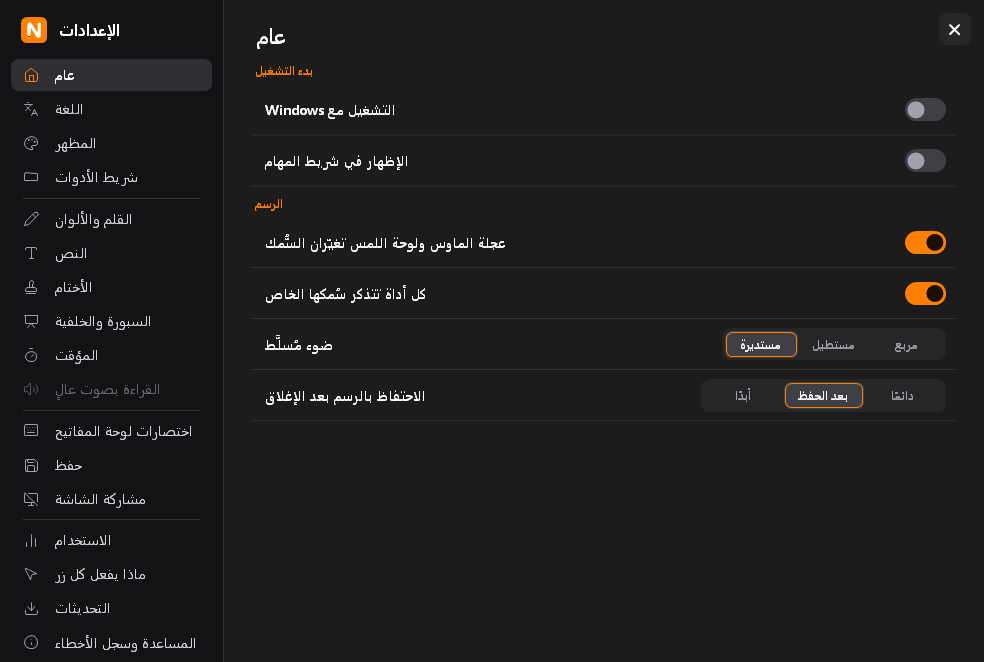 N الإعدادات
عام
اللغة
المظهر
شريط الأدوات
القلم والألوان
النص
الأختام
السبورة والخلفية
المؤقت
القراءة بصوت عالٍ
اختصارات لوحة المفاتيح
حفظ
مشاركة الشاشة
الاستخدام
ماذا يفعل كل زر
التحديثات
المساعدة وسجل الأخطاء
عام
بدء التشغيل
التشغيل مع Windows
الإظهار في شريط المهام
الرسم
عجلة الماوس ولوحة اللمس تغيّران السُّمك
كل أداة تتذكر سُمكها الخاص
ضوء مُسلَّط
مستديرة مستطيل مربع
الاحتفاظ بالرسم بعد الإغلاق
أبدًا بعد الحفظ دائمًا